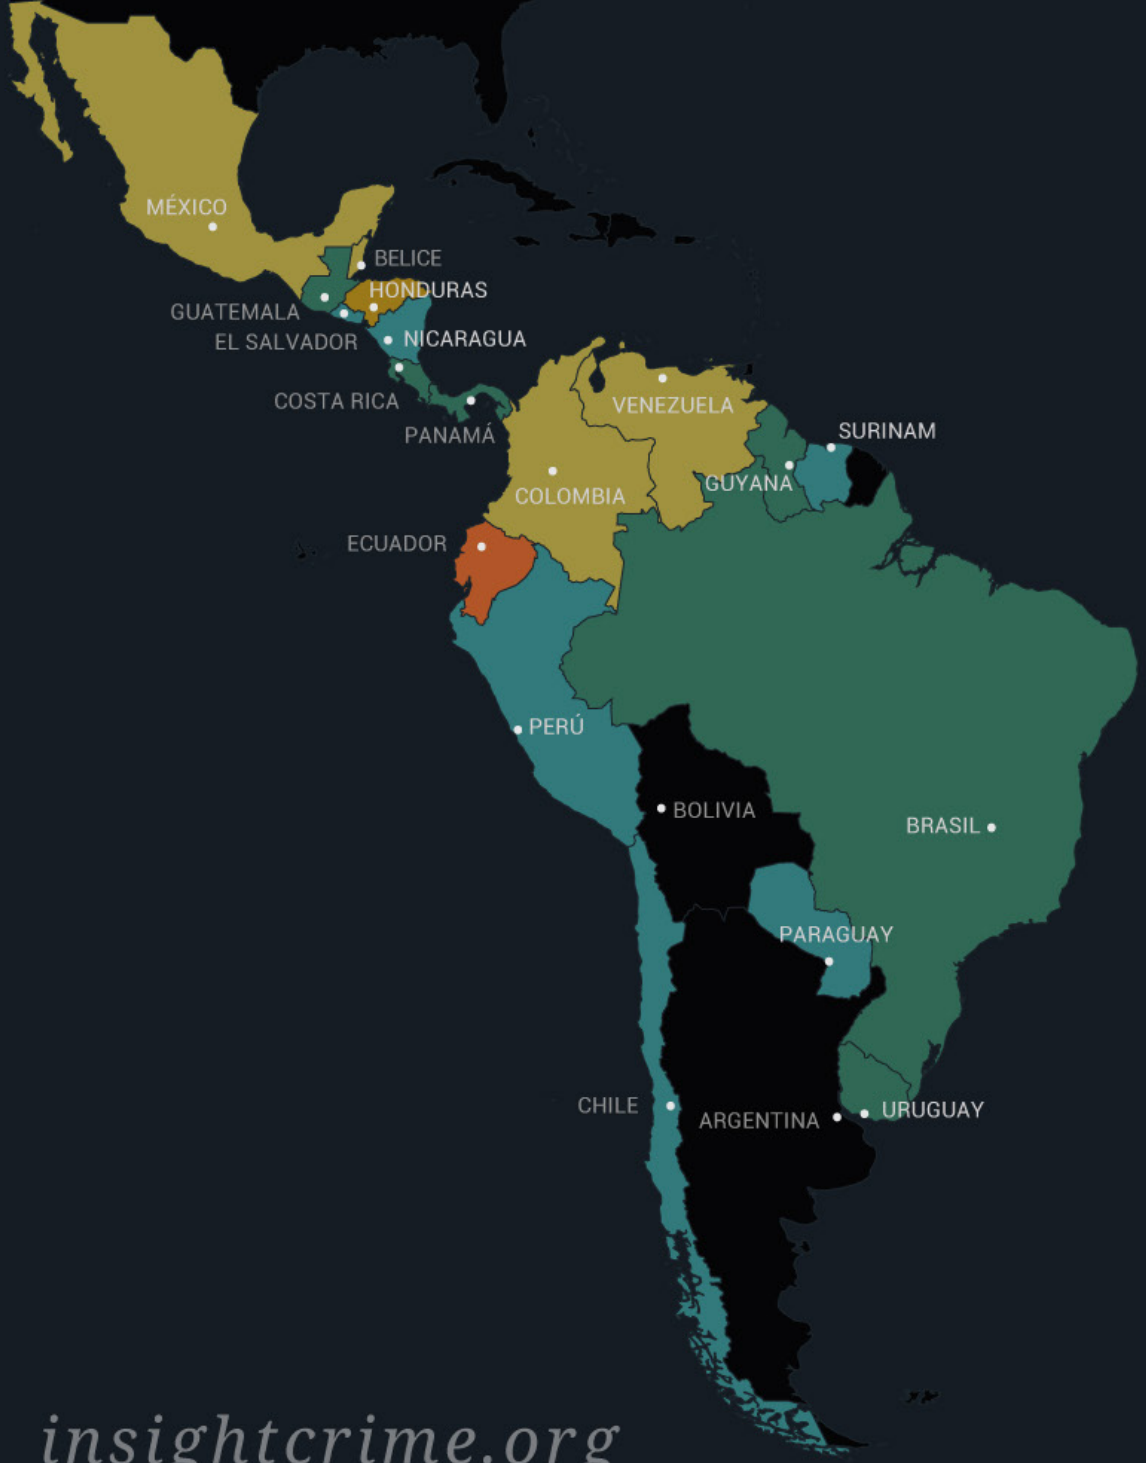 MÉXICO
BELICE
HONDURAS
GUATEMALA
EL SALVADOR
NICARAGUA
COSTA RICA
PANAMÁ
VENEZUELA
SURINAM
GUYANA
COLOMBIA
ECUADOR
PERÚ
BOLIVIA
BRASIL
PARAGUAY
CHILE
ARGENTINA
URUGUAY
insightcrime.org